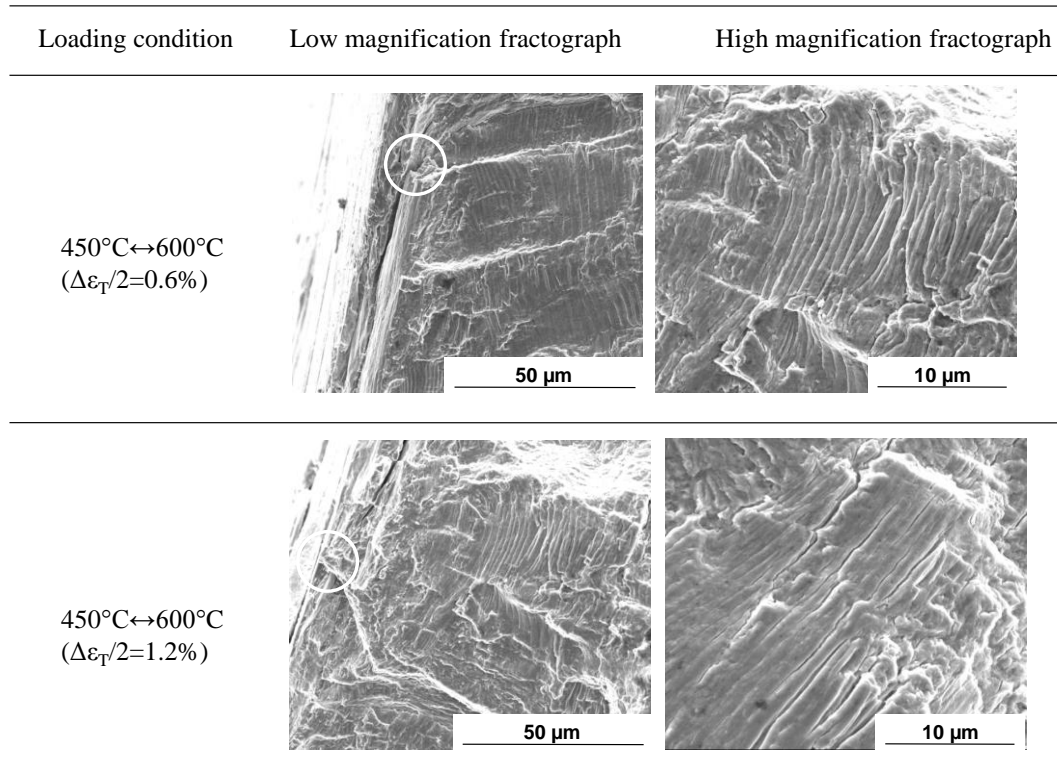 Loading condition Low magnification fractograph High magnification fractograph
450°C↔600°C
(Δε_T/2=0.6%)
50 µm
10 µm
450°C↔600°C
(Δε_T/2=1.2%)
50 µm
10 µm